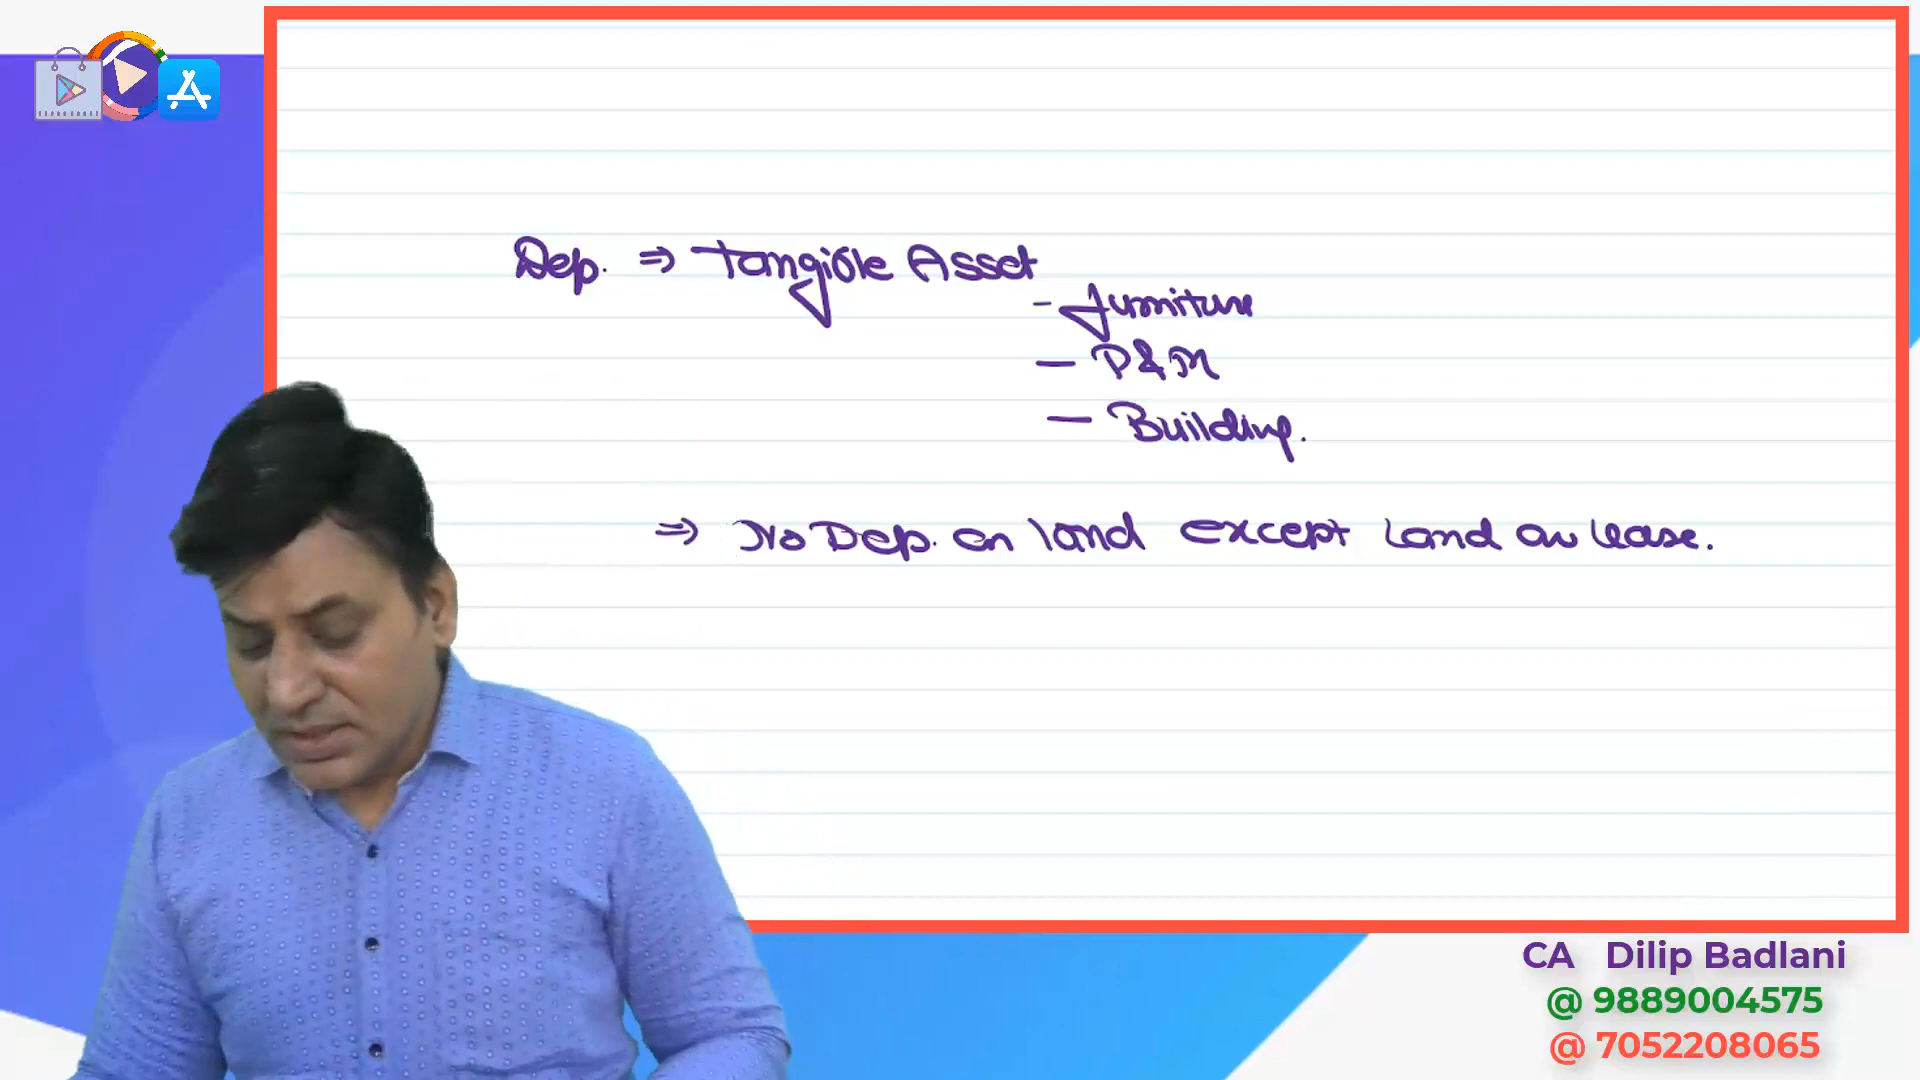 Dep. ⇒ Tangible Asset
- furniture
- P&M
- Building.
⇒ No Dep. on land except Land on lease.
CA Dilip Badlani
@ 9889004575
@ 7052208065